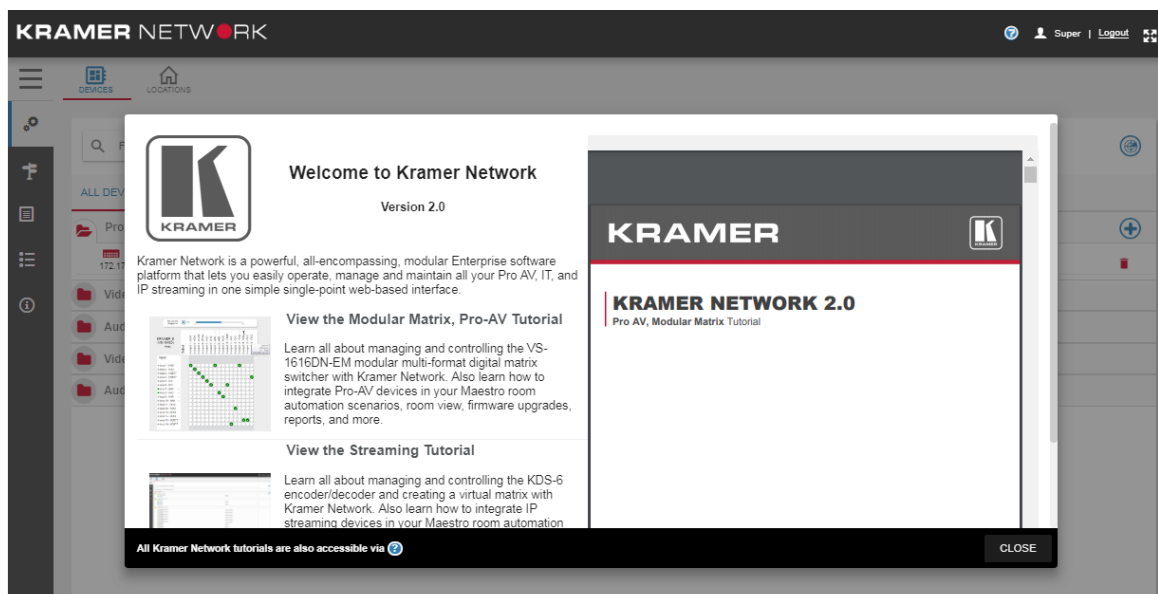 KRAMER NETWORK
Super | Logout
DEVICES
LOCATIONS
ALL DEV
Pro
172.17
Vide
Aud
Vide
Aud
KRAMER
Welcome to Kramer Network
Version 2.0
Kramer Network is a powerful, all-encompassing, modular Enterprise software
platform that lets you easily operate, manage and maintain all your Pro AV, IT, and
IP streaming in one simple single-point web-based interface.
View the Modular Matrix, Pro-AV Tutorial
Learn all about managing and controlling the VS-
1616DN-EM modular multi-format digital matrix
switcher with Kramer Network. Also learn how to
integrate Pro-AV devices in your Maestro room
automation scenarios, room view, firmware upgrades,
reports, and more.
View the Streaming Tutorial
Learn all about managing and controlling the KDS-6
encoder/decoder and creating a virtual matrix with
Kramer Network. Also learn how to integrate IP
streaming devices in your Maestro room automation
KRAMER
KRAMER
KRAMER NETWORK 2.0
Pro AV, Modular Matrix Tutorial
All Kramer Network tutorials are also accessible via ?
CLOSE